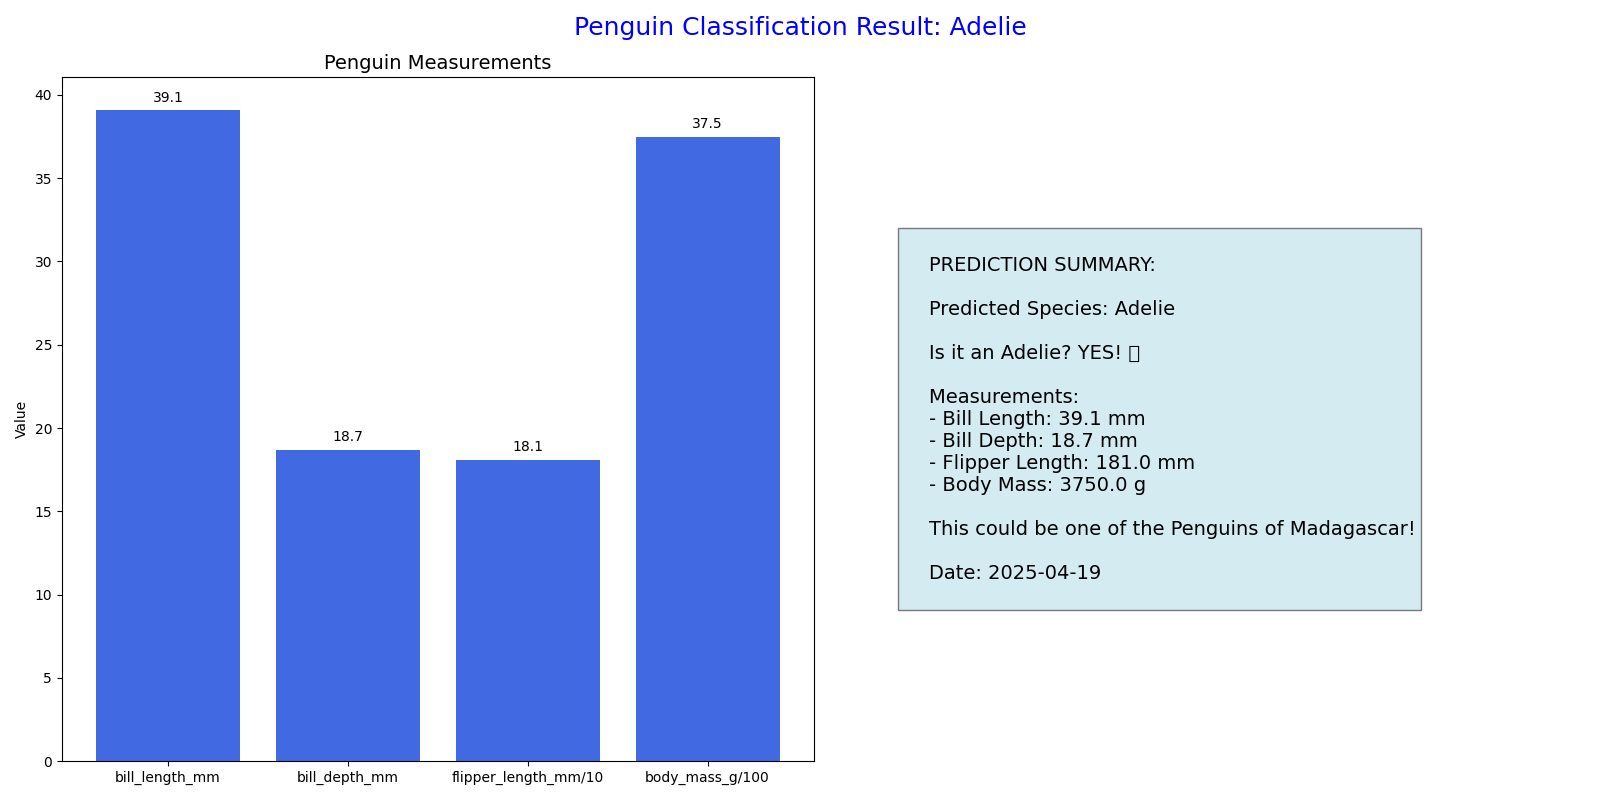 Penguin Classification Result: Adelie
Penguin Measurements
40
35
30
25
20
15
10
5
0
Value
39.1
18.7
18.1
37.5
bill_length_mm
bill_depth_mm
flipper_length_mm/10
body_mass_g/100
PREDICTION SUMMARY:
Predicted Species: Adelie
Is it an Adelie? YES! 
Measurements:
- Bill Length: 39.1 mm
- Bill Depth: 18.7 mm
- Flipper Length: 181.0 mm
- Body Mass: 3750.0 g
This could be one of the Penguins of Madagascar!
Date: 2025-04-19